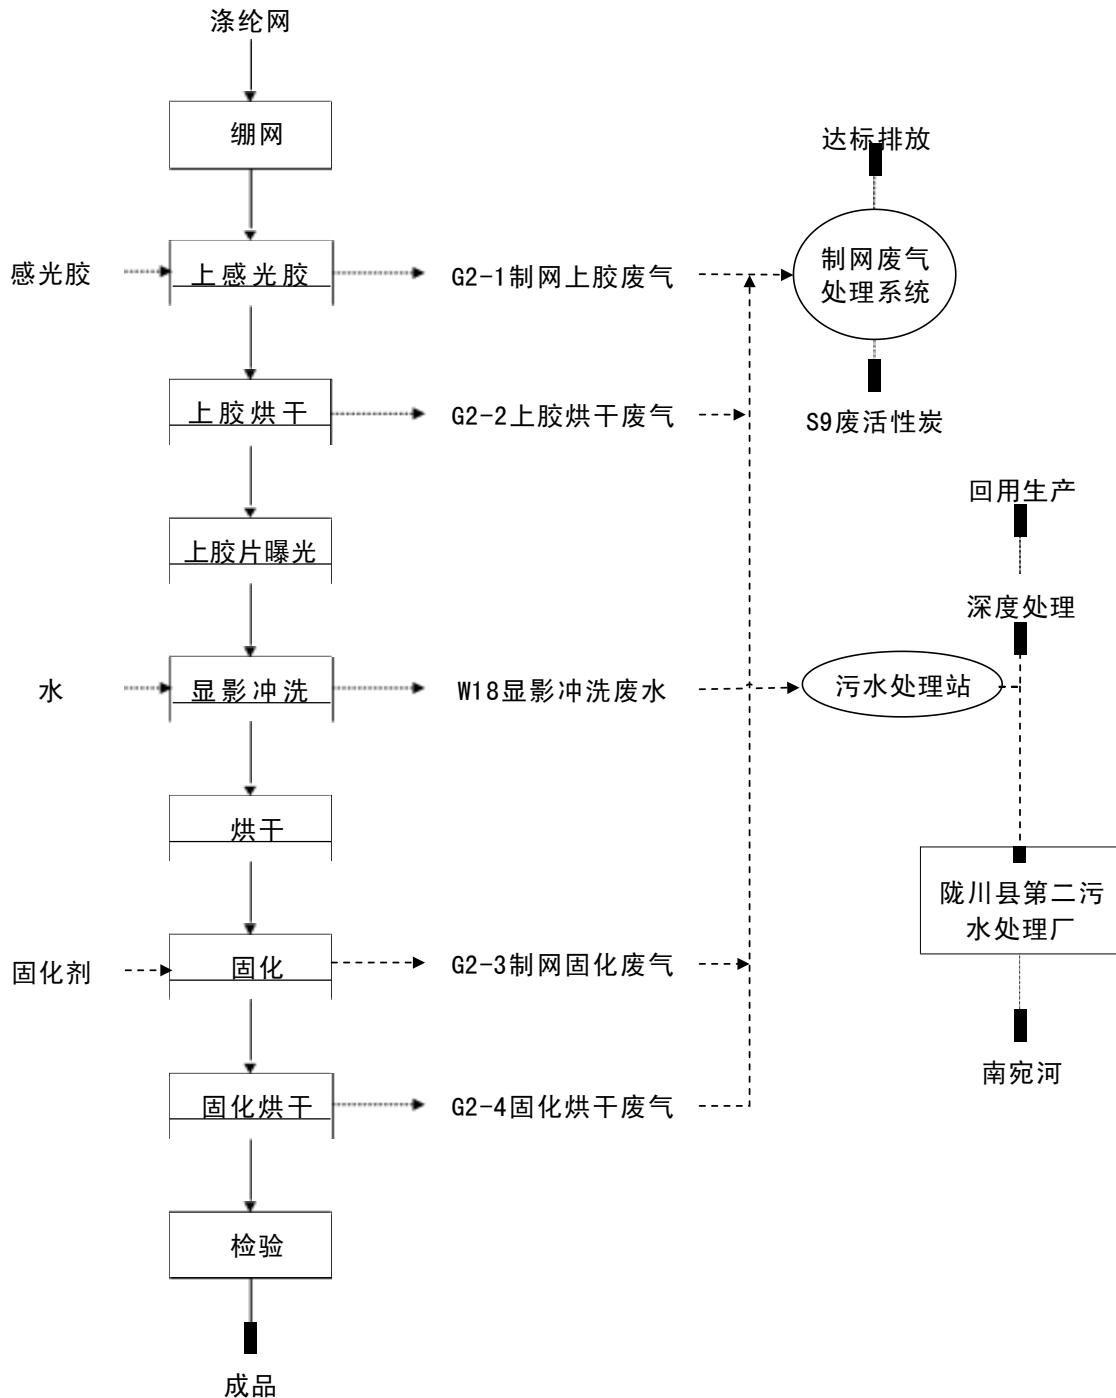 涤纶网
绷网
达标排放
感光胶
上感光胶
G2-1制网上胶废气
制网废气
处理系统
上胶烘干
G2-2上胶烘干废气
S9废活性炭
回用生产
上胶片曝光
深度处理
水
显影冲洗
W18显影冲洗废水
污水处理站
烘干
陇川县第二污
水处理厂
固化剂
固化
G2-3制网固化废气
南宛河
固化烘干
G2-4固化烘干废气
检验
成品